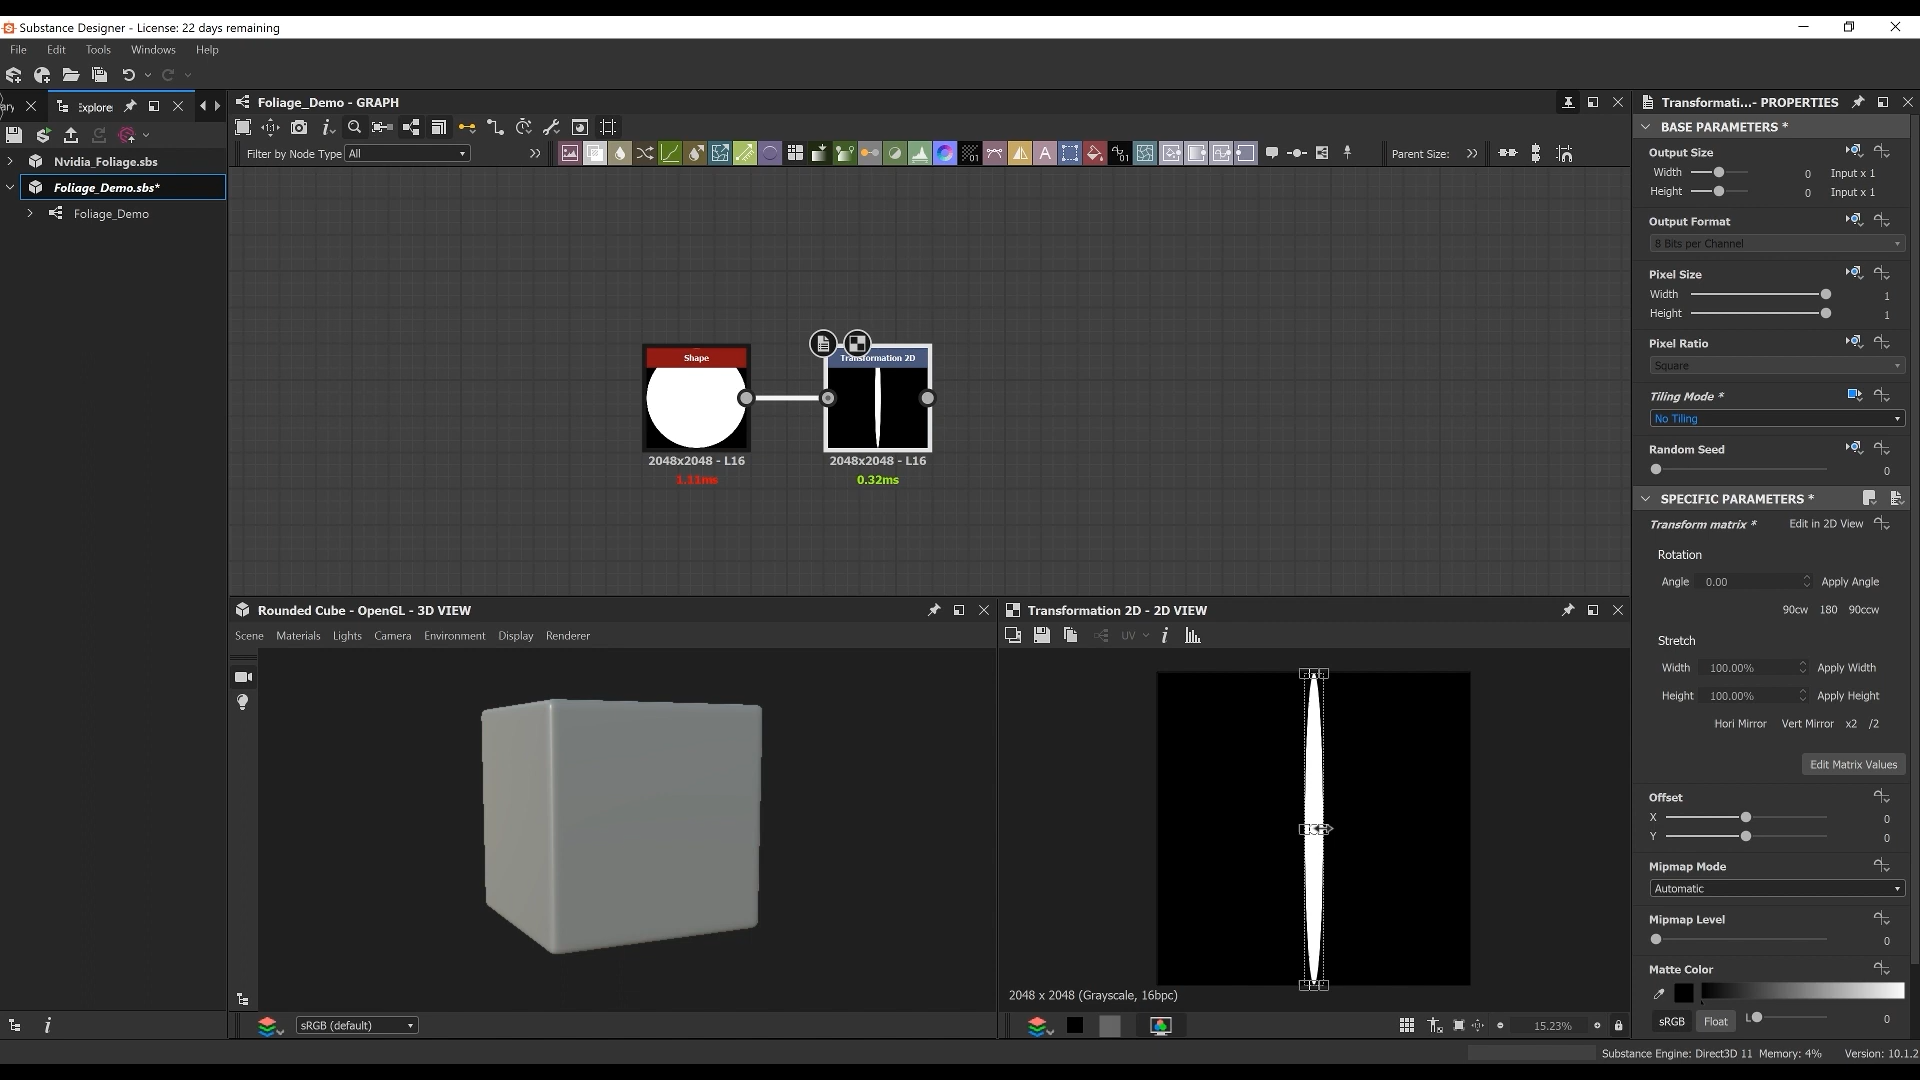 Substance Designer - License: 22 days remaining
File Edit Tools Windows Help
ary Explorer
Foliage_Demo - GRAPH
Transformati...- PROPERTIES
Filter by Node Type All
Parent Size:
Nvidia_Foliage.sbs
Foliage_Demo.sbs*
Foliage_Demo
Shape
2048x2048 - L16
1.11ms
Transformation 2D
2048x2048 - L16
0.32ms
Rounded Cube - OpenGL - 3D VIEW
Scene Materials Lights Camera Environment Display Renderer
sRGB (default)
Transformation 2D - 2D VIEW
UV
2048 x 2048 (Grayscale, 16bpc)
15.23%
BASE PARAMETERS *
Output Size
Width 0 Input x 1
Height 0 Input x 1
Output Format
8 Bits per Channel
Pixel Size
Width 1
Height 1
Pixel Ratio
Square
Tiling Mode *
No Tiling
Random Seed
0
SPECIFIC PARAMETERS *
Transform matrix * Edit in 2D View
Rotation
Angle 0.00 Apply Angle
90cw 180 90ccw
Stretch
Width 100.00% Apply Width
Height 100.00% Apply Height
Hori Mirror Vert Mirror x2 /2
Edit Matrix Values
Offset
X 0
Y 0
Mipmap Mode
Automatic
Mipmap Level
0
Matte Color
sRGB Float L 0
Substance Engine: Direct3D 11 Memory: 4% Version: 10.1.2